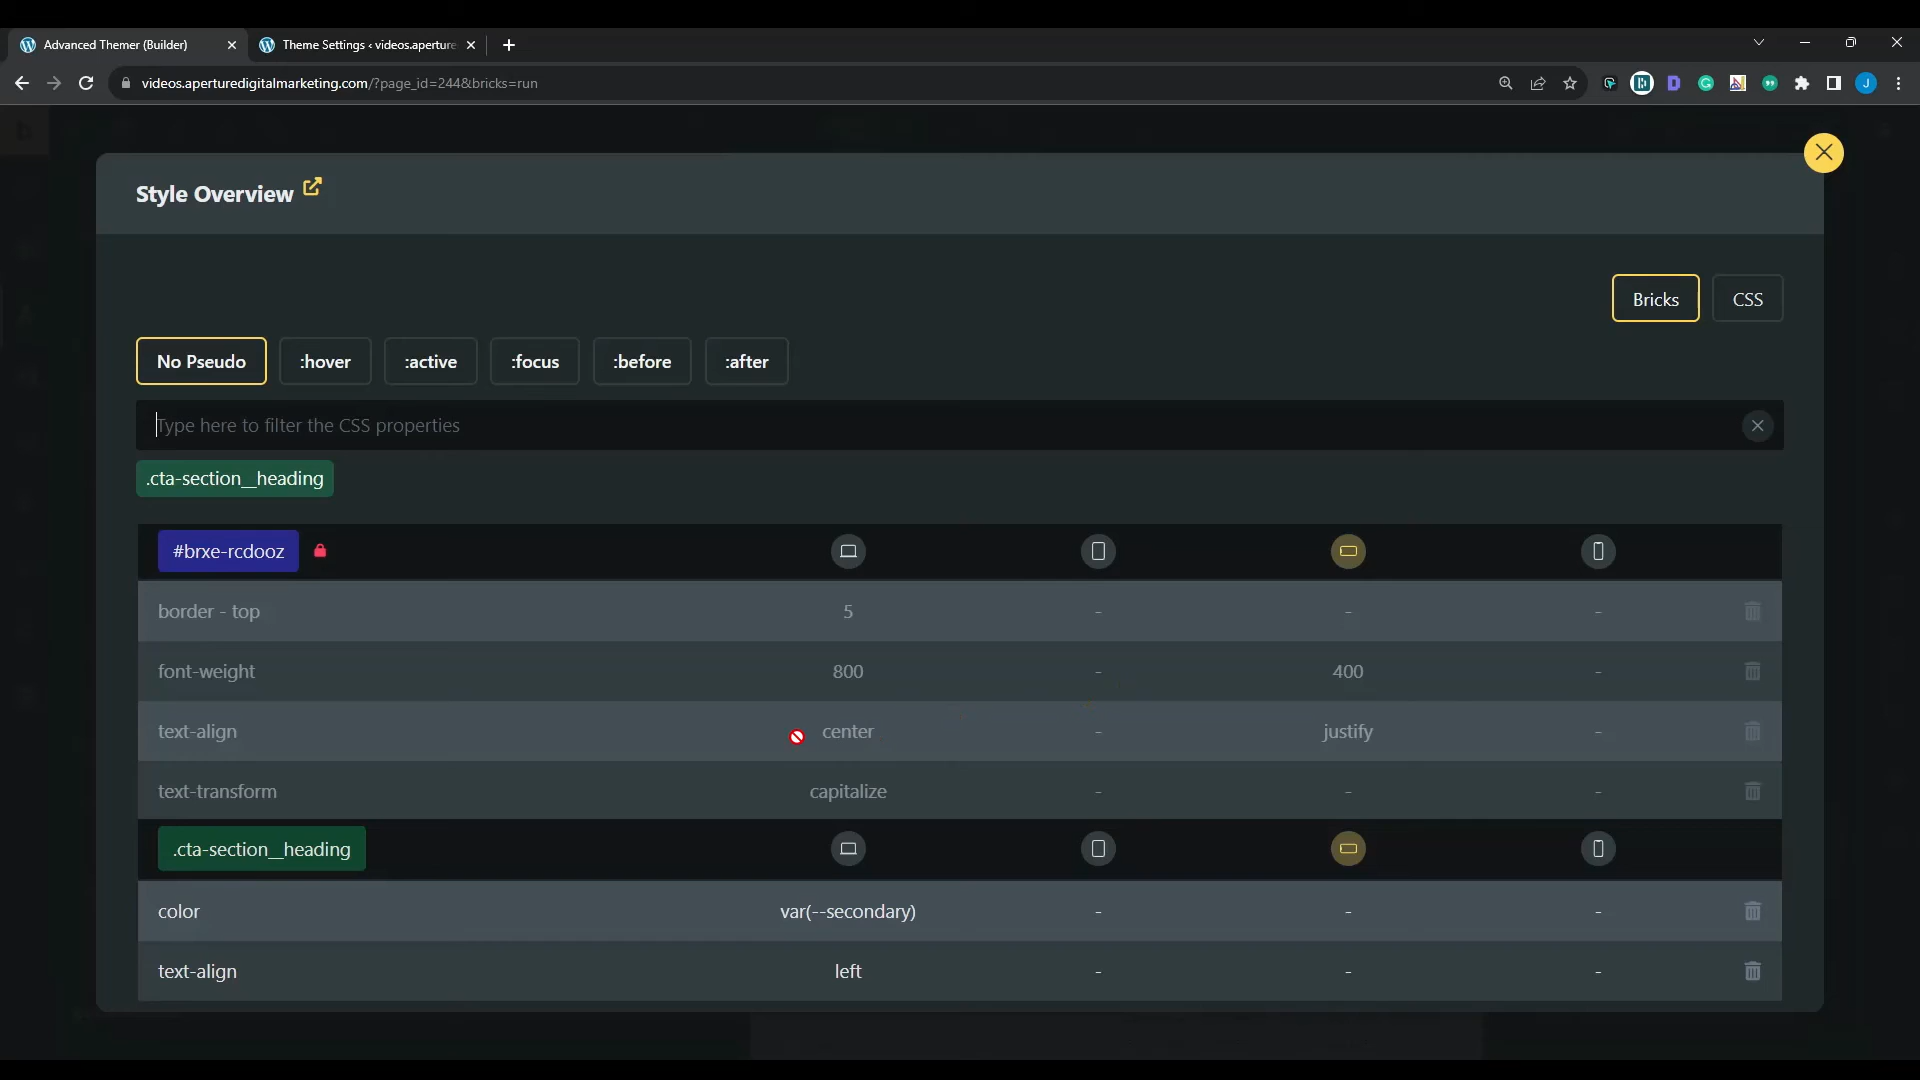 Advanced Themer (Builder)
Theme Settings ‹ videos.aperture
videos.aperturedigitalmarketing.com/?page_id=244&bricks=run
J
Style Overview
Bricks
CSS
No Pseudo
:hover
:active
:focus
:before
:after
Type here to filter the CSS properties
.cta-section__heading
#brxe-rcdooz
border - top
5
-
-
-
font-weight
800
-
400
-
text-align
center
-
justify
-
text-transform
capitalize
-
-
-
.cta-section__heading
color
var(--secondary)
-
-
-
text-align
left
-
-
-